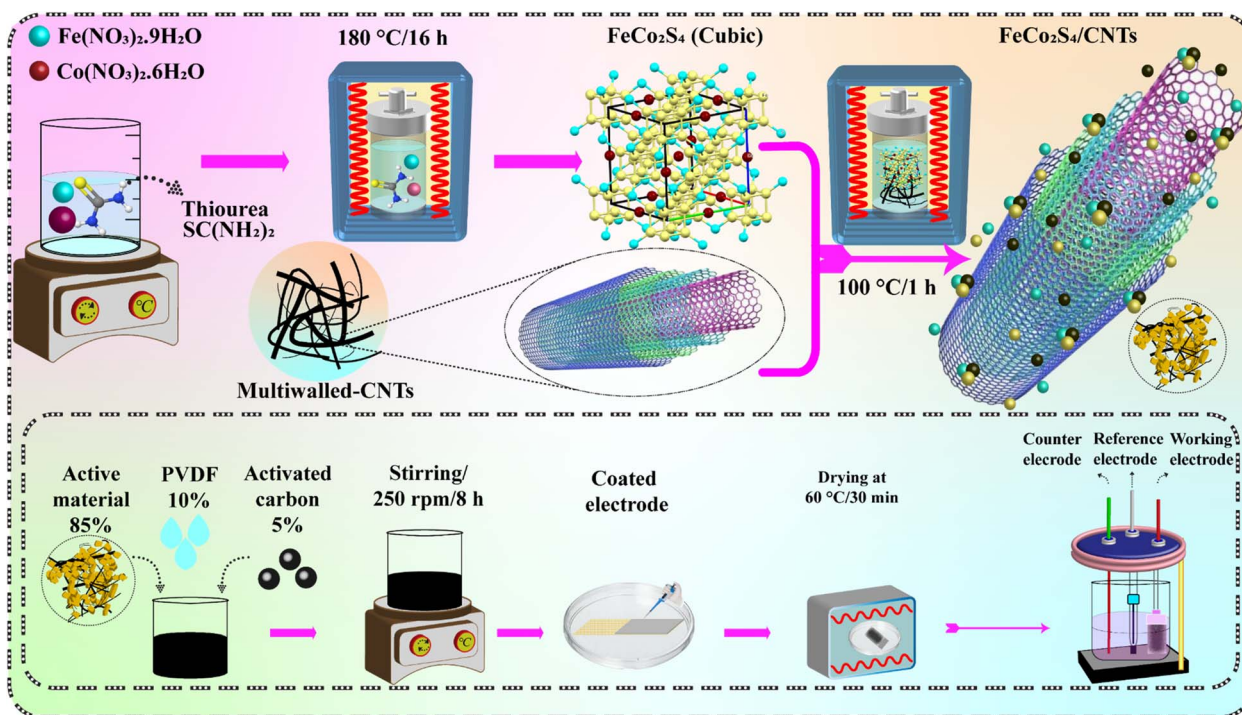 Fe(NO₃)₂.9H₂O
Co(NO₃)₂.6H₂O
180 °C/16 h
FeCo₂S₄ (Cubic)
FeCo₂S₄/CNTs
Thiourea
SC(NH₂)₂
°C
100 °C/1 h
Multiwalled-CNTs
Active
material
85%
PVDF
10%
Activated
carbon
5%
Stirring/
250 rpm/8 h
°C
Coated
electrode
Drying at
60 °C/30 min
Counter
elecrode
Reference
electrode
Working
electrode